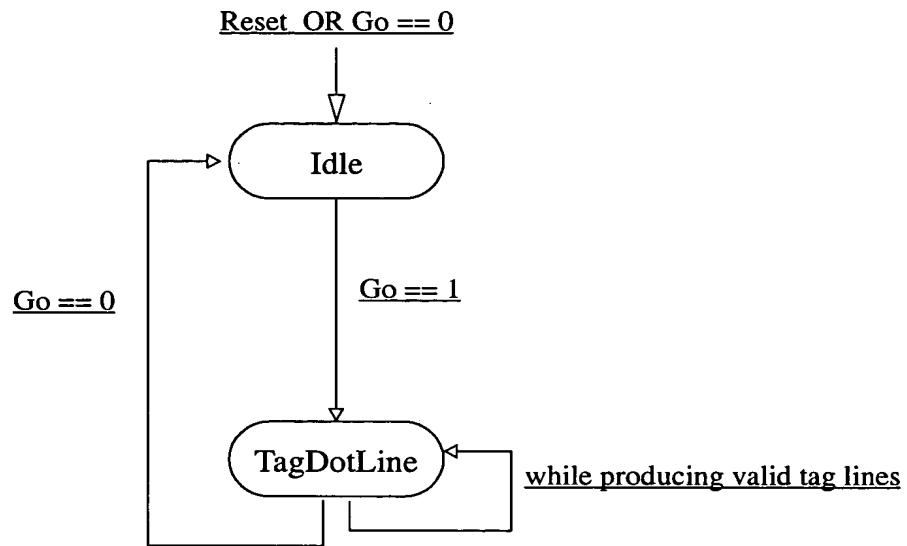 Reset OR Go == 0
Idle
Go == 0
Go == 1
TagDotLine
while producing valid tag lines